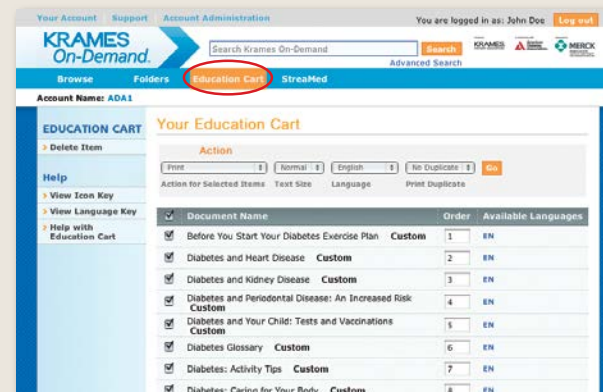 Your Account Support Account Administration You are logged in as: John Doe Log out
KRAMES
On-Demand.
Search Krames On-Demand Search
Advanced Search
KRAMES MERCK
Browse Folders Education Cart StreaMed
Account Name: ADA1
EDUCATION CART
> Delete Item
Help
> View Icon Key
> View Language Key
> Help with
Education Cart
Your Education Cart
Action
Print Normal English No Duplicate Go
Action for Selected Items Text Size Language Print Duplicate
Document Name Order Available Languages
Before You Start Your Diabetes Exercise Plan Custom 1 EN
Diabetes and Heart Disease Custom 2 EN
Diabetes and Kidney Disease Custom 3 EN
Diabetes and Periodontal Disease: An Increased Risk
Custom 4 EN
Diabetes and Your Child: Tests and Vaccinations
Custom 5 EN
Diabetes Glossary Custom 6 EN
Diabetes: Activity Tips Custom 7 EN
Diabetes: Caring for Your Body Custom 8 EN